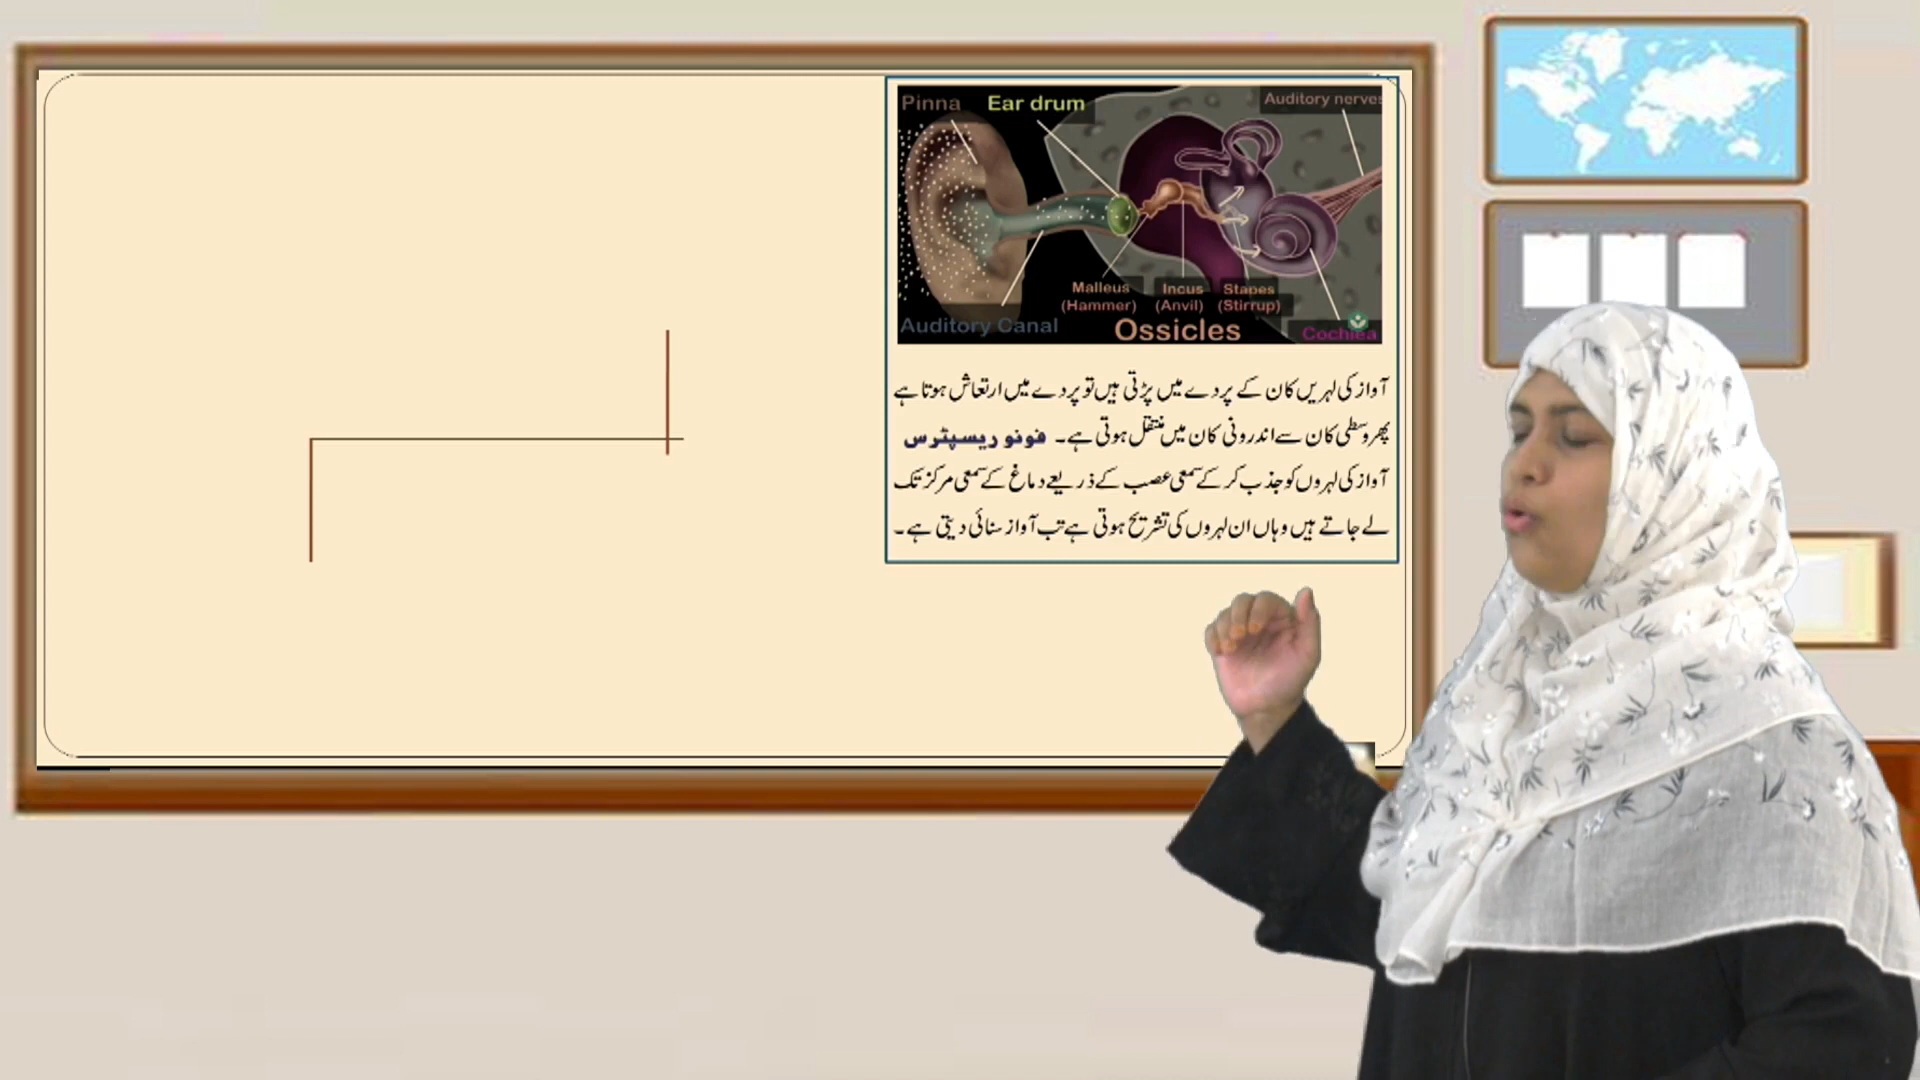 Pinna
Ear drum
Auditory nerves
Malleus
(Hammer)
Incus
(Anvil)
Stapes
(Stirrup)
Auditory Canal
Ossicles
Cochlea
آواز کی لہریں کان کے پردے میں پڑتی ہیں تو پردے میں ارتعاش ہوتا ہے
پھر وسطی کان سے اندرونی کان میں منتقل ہوتی ہے۔ فونو ریسپٹرس
آواز کی لہروں کو جذب کر کے سمعی عصب کے ذریعے دماغ کے سمعی مرکز تک
لے جاتے ہیں وہاں ان لہروں کی تشریح ہوتی ہے تب آواز سنائی دیتی ہے۔